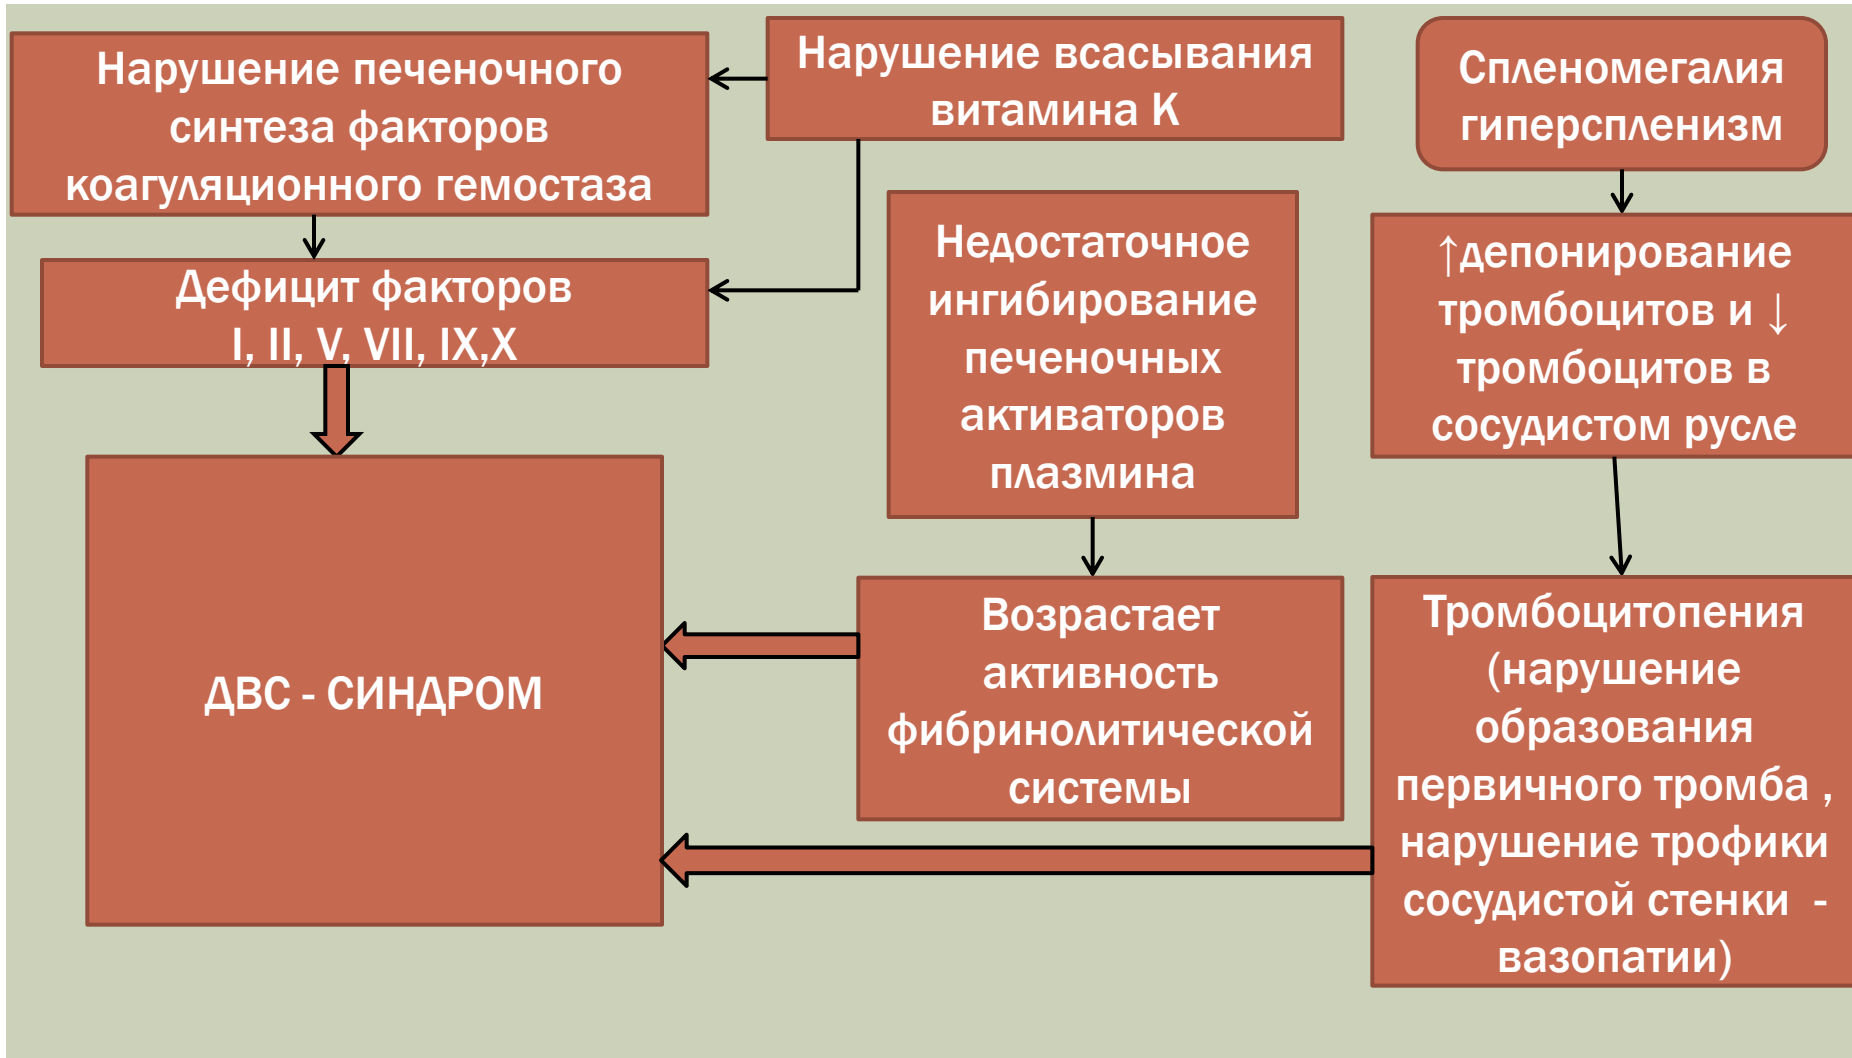 Нарушение печеночного
синтеза факторов
коагуляционного гемостаза
Нарушение всасывания
витамина К
Спленомегалия
гиперспленизм
Дефицит факторов
I, II, V, VII, IX,X
Недостаточное
ингибирование
печеночных
активаторов
плазмина
↑депонирование
тромбоцитов и ↓
тромбоцитов в
сосудистом русле
ДВС - СИНДРОМ
Возрастает
активность
фибринолитической
системы
Тромбоцитопения
(нарушение
образования
первичного тромба ,
нарушение трофики
сосудистой стенки -
вазопатии)